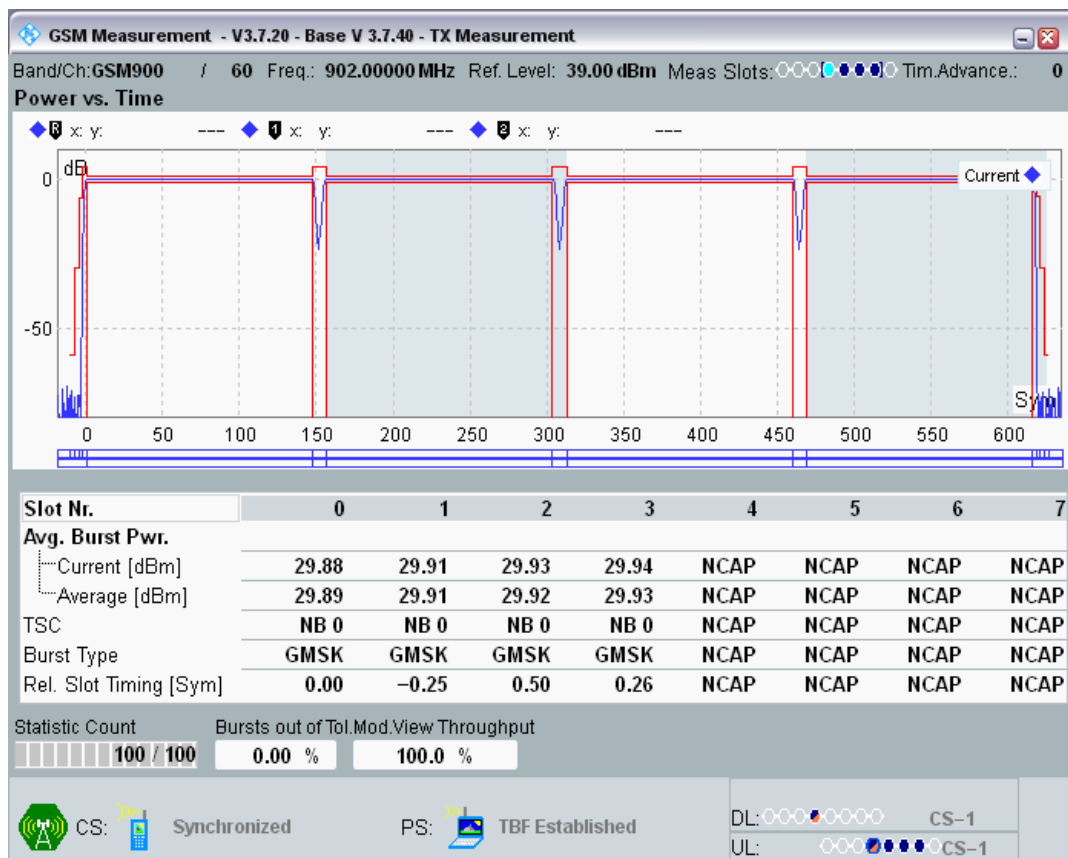 GSM Measurement - V3.7.20 - Base V 3.7.40 - TX Measurement
Band/Ch:GSM900 / 60 Freq.: 902.00000 MHz Ref. Level: 39.00 dBm Meas Slots: Tim.Advance.: 0
Power vs. Time
R x: y: --- 1 x: y: --- 2 x: y: ---
dB
Current
0
-50
Sym
0 50 100 150 200 250 300 350 400 450 500 550 600
Slot Nr. 0 1 2 3 4 5 6 7
Avg. Burst Pwr.
Current [dBm] 29.88 29.91 29.93 29.94 NCAP NCAP NCAP NCAP
Average [dBm] 29.89 29.91 29.92 29.93 NCAP NCAP NCAP NCAP
TSC NB 0 NB 0 NB 0 NB 0 NCAP NCAP NCAP NCAP
Burst Type GMSK GMSK GMSK GMSK NCAP NCAP NCAP NCAP
Rel. Slot Timing [Sym] 0.00 −0.25 0.50 0.26 NCAP NCAP NCAP NCAP
Statistic Count Bursts out of Tol.Mod.View Throughput
100 / 100 0.00 % 100.0 %
CS: Synchronized PS: TBF Established
DL: CS−1
UL: CS−1